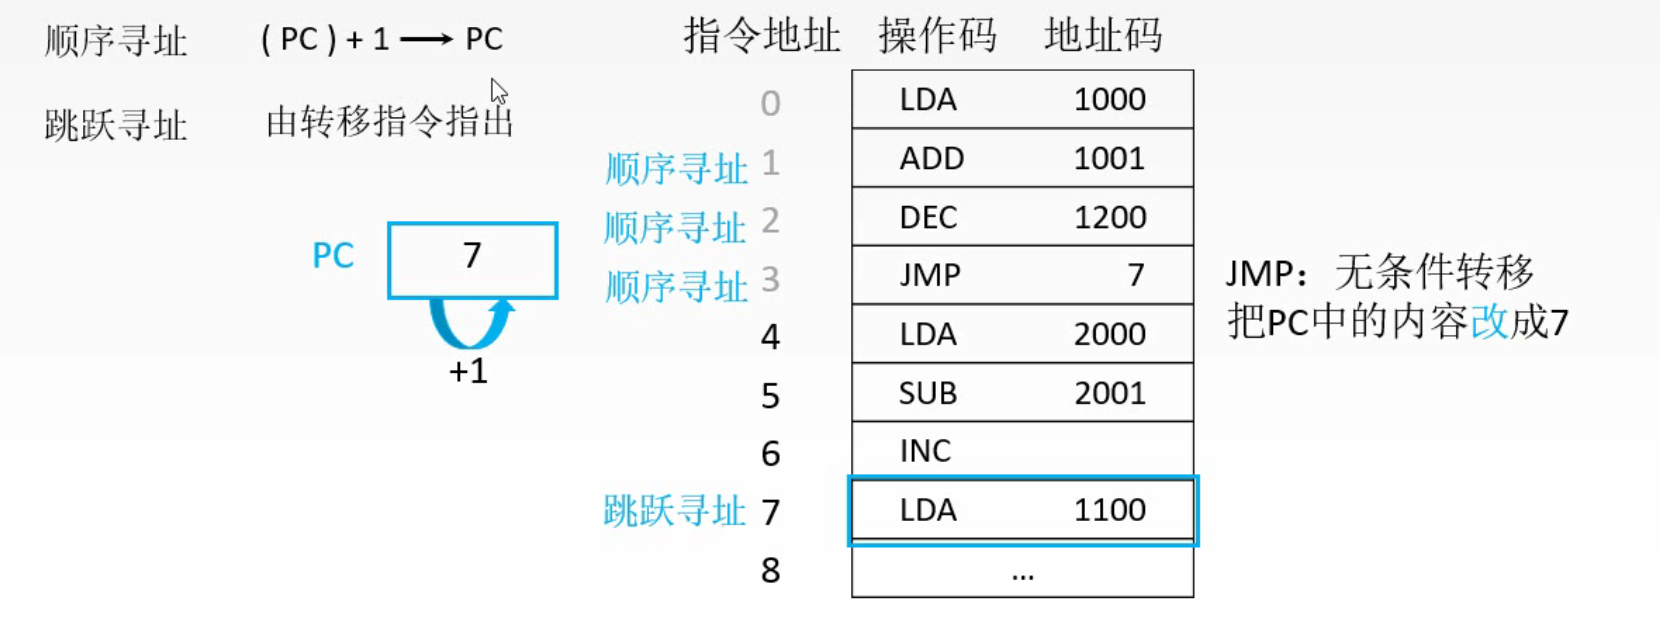 顺序寻址 ( PC ) + 1 ⟶ PC
跳跃寻址 由转移指令指出
PC 7
+1
指令地址 操作码 地址码
0 LDA 1000
顺序寻址 1 ADD 1001
顺序寻址 2 DEC 1200
顺序寻址 3 JMP 7
4 LDA 2000
5 SUB 2001
6 INC
跳跃寻址 7 LDA 1100
8 ...
JMP：无条件转移
把PC中的内容改成7